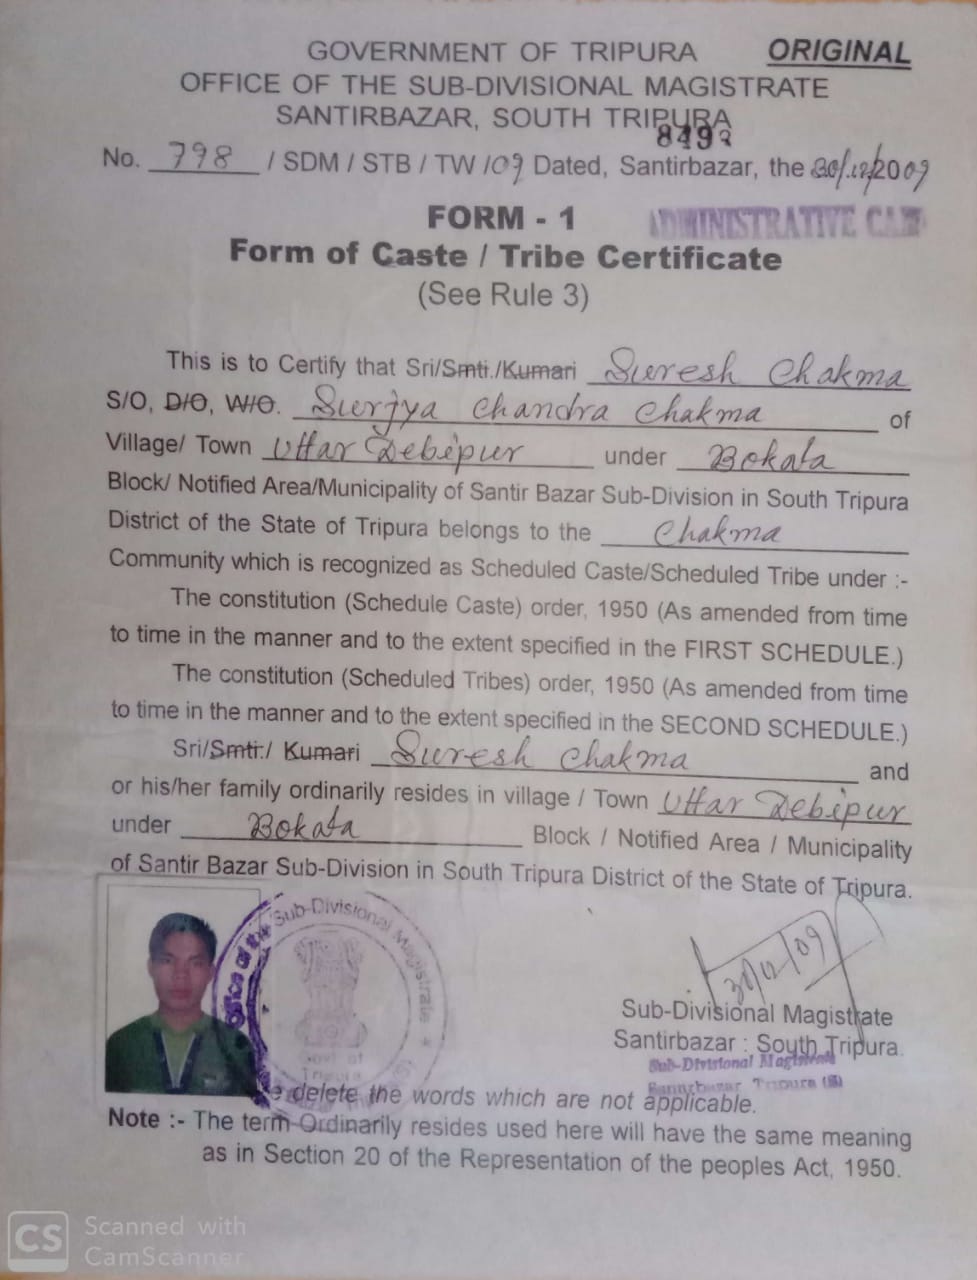 GOVERNMENT OF TRIPURA ORIGINAL
OFFICE OF THE SUB-DIVISIONAL MAGISTRATE
SANTIRBAZAR, SOUTH TRIPURA
8493
No. 798 / SDM / STB / TW /09 Dated, Santirbazar, the 30/12/2009
FORM - 1 ADMINISTRATIVE
Form of Caste / Tribe Certificate
(See Rule 3)
This is to Certify that Sri/Smti./Kumari Suresh Chakma
S/O, D/O, W/O. Surjya Chandra Chakma of
Village/ Town Uttar Debipur under Bokafa
Block/ Notified Area/Municipality of Santir Bazar Sub-Division in South Tripura
District of the State of Tripura belongs to the Chakma
Community which is recognized as Scheduled Caste/Scheduled Tribe under :-
The constitution (Schedule Caste) order, 1950 (As amended from time
to time in the manner and to the extent specified in the FIRST SCHEDULE.)
The constitution (Scheduled Tribes) order, 1950 (As amended from time
to time in the manner and to the extent specified in the SECOND SCHEDULE.)
Sri/Smti./ Kumari Suresh Chakma and
or his/her family ordinarily resides in village / Town Uttar Debipur
under Bokafa Block / Notified Area / Municipality
of Santir Bazar Sub-Division in South Tripura District of the State of Tripura.
Office of the Sub-Divisional Magistrate
Govt of
Tripura
30/12/09
Sub-Divisional Magistrate
Santirbazar : South Tripura.
Sub-Divisional Magistrate
Santirbazar Tripura (S)
delete the words which are not applicable.
Note :- The term Ordinarily resides used here will have the same meaning
as in Section 20 of the Representation of the peoples Act, 1950.
CS Scanned with
CamScanner